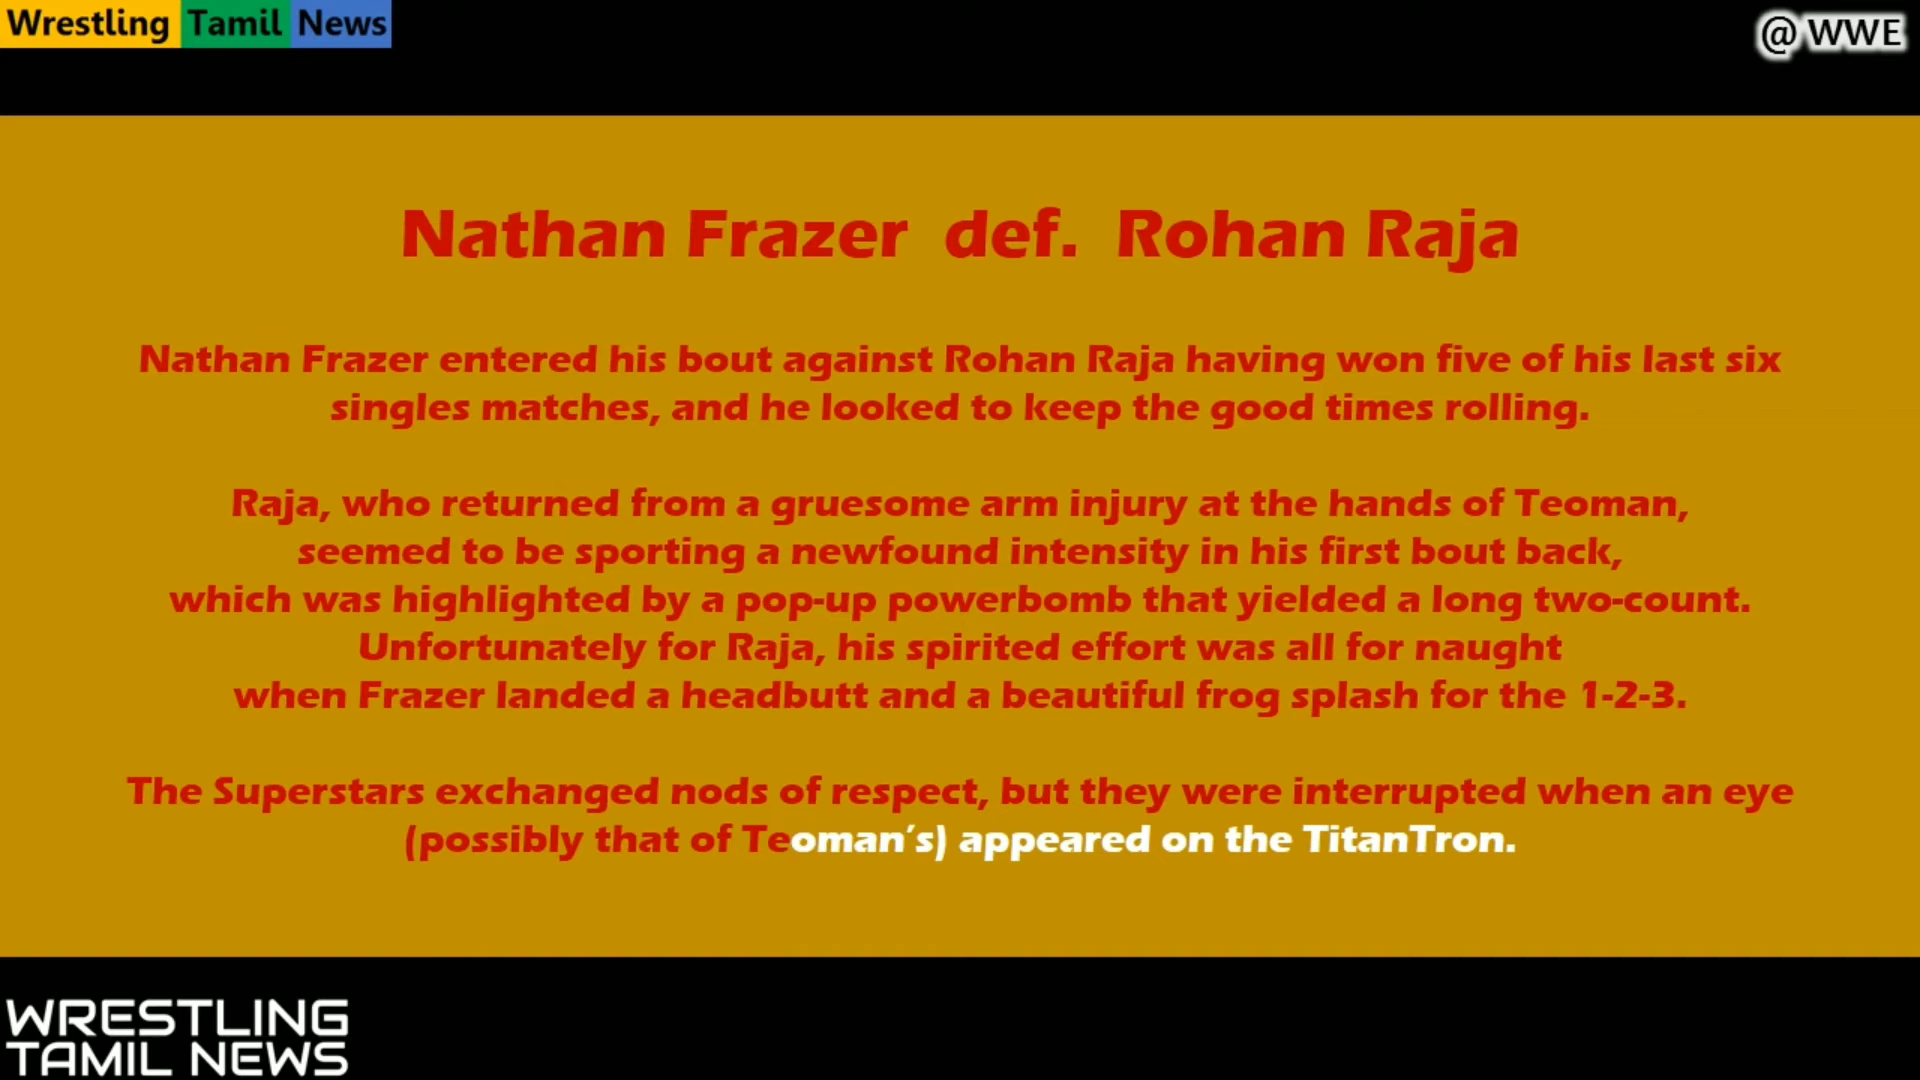 Wrestling Tamil News
@ WWE
Nathan Frazer def. Rohan Raja
Nathan Frazer entered his bout against Rohan Raja having won five of his last six
singles matches, and he looked to keep the good times rolling.
Raja, who returned from a gruesome arm injury at the hands of Teoman,
seemed to be sporting a newfound intensity in his first bout back,
which was highlighted by a pop-up powerbomb that yielded a long two-count.
Unfortunately for Raja, his spirited effort was all for naught
when Frazer landed a headbutt and a beautiful frog splash for the 1-2-3.
The Superstars exchanged nods of respect, but they were interrupted when an eye
(possibly that of Teoman's) appeared on the TitanTron.
WRESTLING
TAMIL NEWS